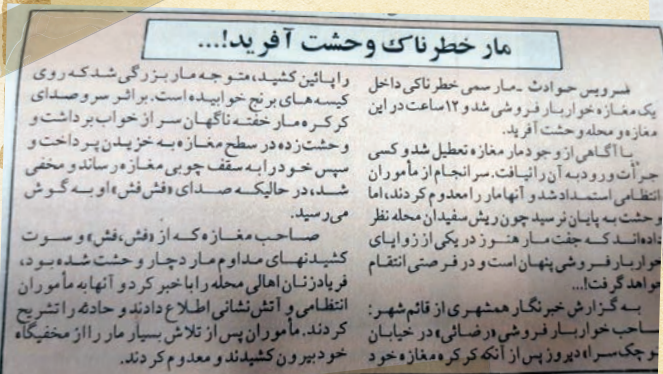 مار خطرناک وحشت آفرید!...
سرویس حوادث ـ مار سمی خطرناکی داخل
یک مغازه خواربار فروشی شد و ۱۲ ساعت در این
مغازه و محله وحشت آفرید.
با آگاهی از وجود مار مغازه تعطیل شد و کسی
جرأت ورود به آن را نیافت. سرانجام از مأموران
انتظامی استمداد شد و آنها مار را معدوم کردند، اما
وحشت به پایان نرسید چون ریش سفیدان محله نظر
داده‌اند که جفت مار هنوز در یکی از زوایای
خواربار فروشی پنهان است و در فرصتی انتقام
خواهد گرفت!...
به گزارش خبرنگار همشهری از قائم‌شهر:
صاحب خواربار فروشی «رضائی» در خیابان
کوچک سرا» دیروز پس از آنکه کرکره مغازه خود
را پائین کشید، متوجه مار بزرگی شد که روی
کیسه‌های برنج خوابیده است. بر اثر سر و صدای
کرکره مار خفته ناگهان سر از خواب برداشت و
وحشت‌زده در سطح مغازه به خزیدن پرداخت و
سپس خود را به سقف چوبی مغازه رساند و مخفی
شد، در حالیکه صدای «فش فش» او به گوش
می‌رسید.
صاحب مغازه که از «فش، فش» و سوت
کشیدنهای مداوم مار دچار وحشت شده بود،
فریادزنان اهالی محله را با خبر کرد و آنها به مأموران
انتظامی و آتش نشانی اطلاع دادند و حادثه را تشریح
کردند. مأموران پس از تلاش بسیار مار را از مخفیگاه
خود بیرون کشیدند و معدوم کردند.